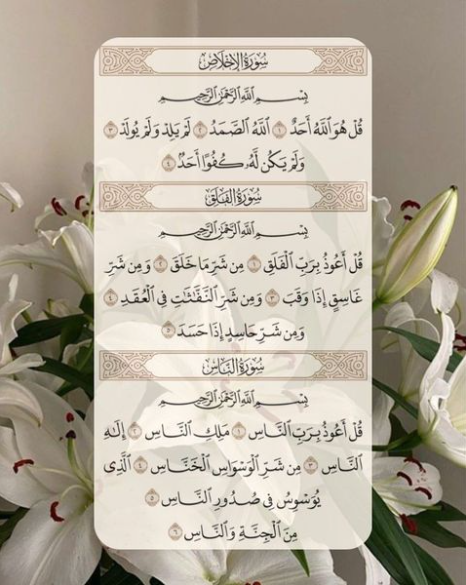 سُورَةُ الإِخْلَاصِ
بِسْمِ ٱللَّهِ ٱلرَّحْمَٰنِ ٱلرَّحِيمِ
قُلْ هُوَ ٱللَّهُ أَحَدٌ ١ ٱللَّهُ ٱلصَّمَدُ ٢ لَمْ يَلِدْ وَلَمْ يُولَدْ ٣
وَلَمْ يَكُن لَّهُۥ كُفُوًا أَحَدٌۢ ٤
سُورَةُ الفَلَقِ
بِسْمِ ٱللَّهِ ٱلرَّحْمَٰنِ ٱلرَّحِيمِ
قُلْ أَعُوذُ بِرَبِّ ٱلْفَلَقِ ١ مِن شَرِّ مَا خَلَقَ ٢ وَمِن شَرِّ
غَاسِقٍ إِذَا وَقَبَ ٣ وَمِن شَرِّ ٱلنَّفَّٰثَٰتِ فِي ٱلْعُقَدِ ٤
وَمِن شَرِّ حَاسِدٍ إِذَا حَسَدَ ٥
سُورَةُ النَّاسِ
بِسْمِ ٱللَّهِ ٱلرَّحْمَٰنِ ٱلرَّحِيمِ
قُلْ أَعُوذُ بِرَبِّ ٱلنَّاسِ ١ مَلِكِ ٱلنَّاسِ ٢ إِلَٰهِ
ٱلنَّاسِ ٣ مِن شَرِّ ٱلْوَسْوَاسِ ٱلْخَنَّاسِ ٤ ٱلَّذِى
يُوَسْوِسُ فِي صُدُورِ ٱلنَّاسِ ٥
مِنَ ٱلْجِنَّةِ وَٱلنَّاسِ ٦